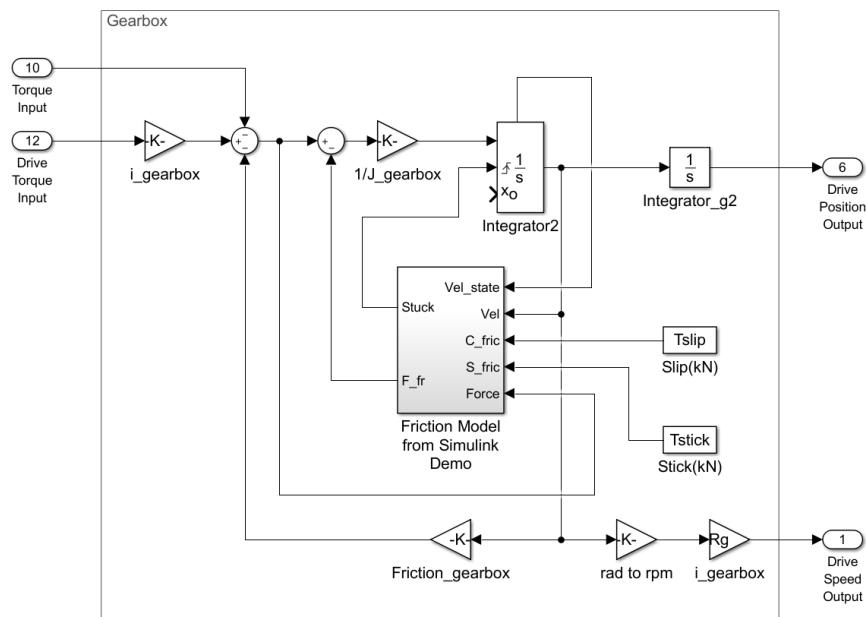 Gearbox
10
Torque
Input
12
Drive
Torque
Input
-K-
i_gearbox
-K-
1/J_gearbox
1
s
xo
Integrator2
1
s
Integrator_g2
6
Drive
Position
Output
Stuck
F_fr
Vel_state
Vel
C_fric
S_fric
Force
Friction Model
from Simulink
Demo
Tslip
Slip(kN)
Tstick
Stick(kN)
-K-
Friction_gearbox
-K-
rad to rpm
Rg
i_gearbox
1
Drive
Speed
Output